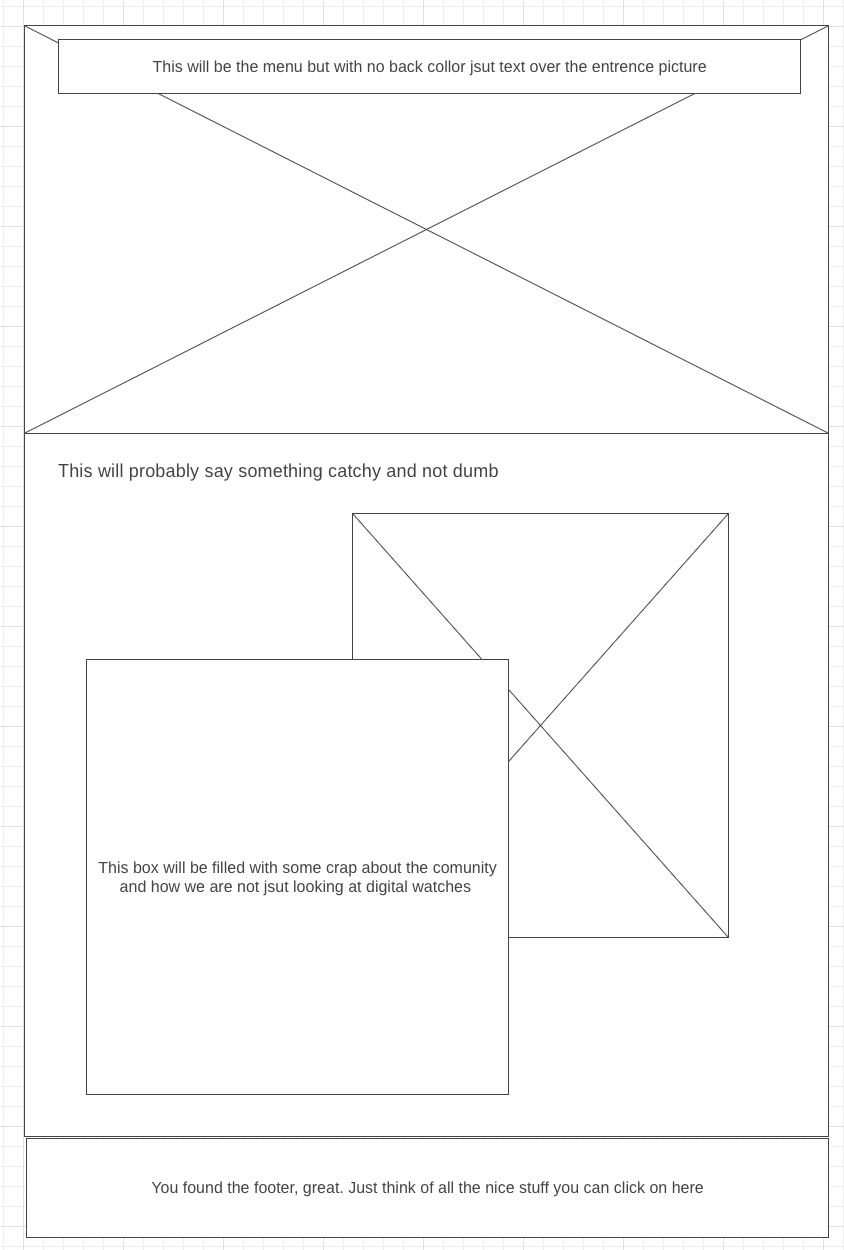 This will be the menu but with no back collor jsut text over the entrence picture
This will probably say something catchy and not dumb
This box will be filled with some crap about the comunity
and how we are not jsut looking at digital watches
You found the footer, great. Just think of all the nice stuff you can click on here